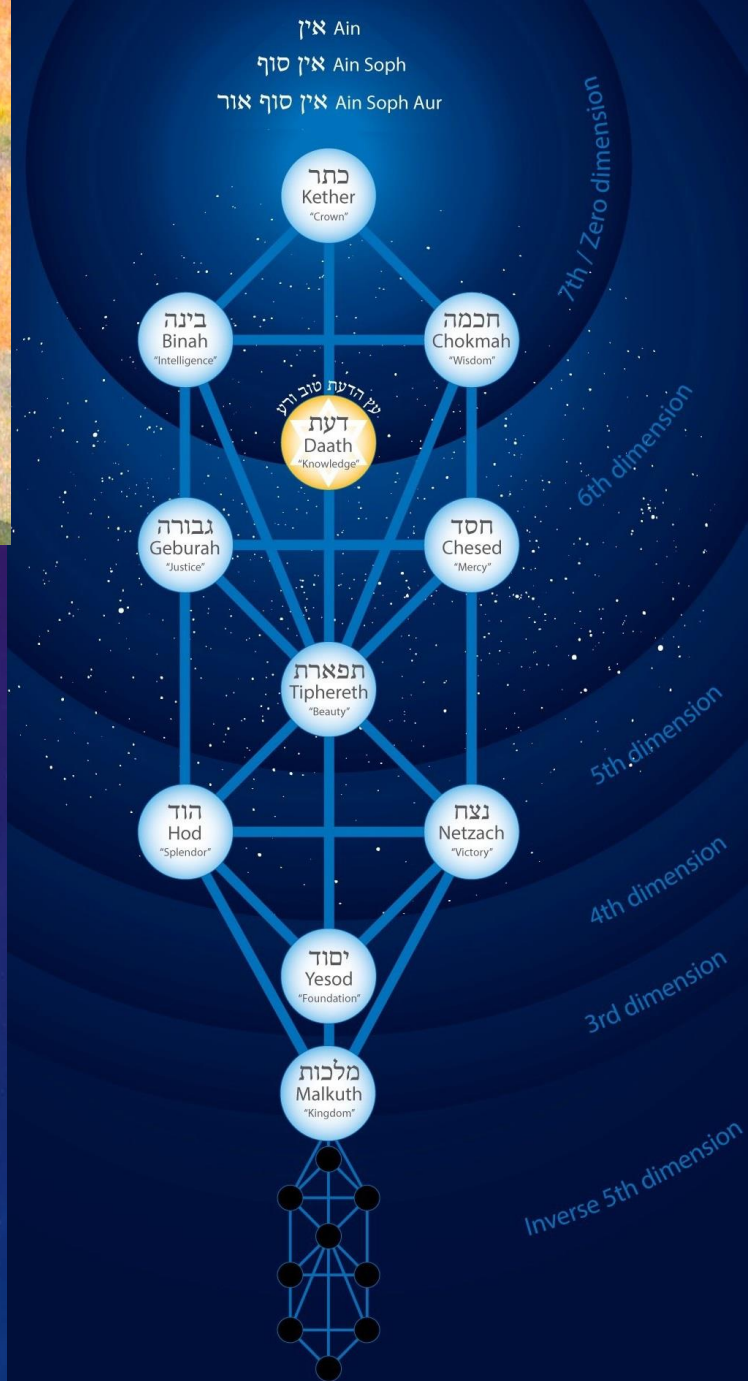 אין Ain
אין סוף Ain Soph
אין סוף אור Ain Soph Aur
7th / Zero dimension
כתר
Kether
"Crown"
בינה
Binah
"Intelligence"
חכמה
Chokmah
"Wisdom"
עץ הדעת טוב ורע
דעת
Daath
"Knowledge"
6th dimension
גבורה
Geburah
"Justice"
חסד
Chesed
"Mercy"
תפארת
Tiphereth
"Beauty"
5th dimension
הוד
Hod
"Splendor"
נצח
Netzach
"Victory"
4th dimension
יסוד
Yesod
"Foundation"
3rd dimension
מלכות
Malkuth
"Kingdom"
Inverse 5th dimension